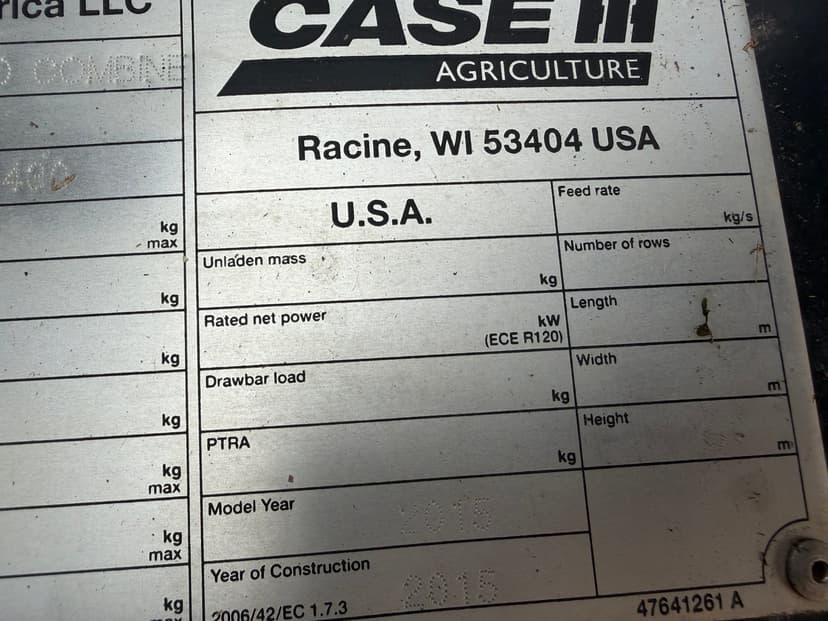 rica LLC
COMBINE
400
kg
max
kg
kg
kg
kg
max
kg
max
kg
CASE IH
AGRICULTURE
Racine, WI 53404 USA
U.S.A.
Feed rate
kg/s
Unladen mass
kg
Number of rows
Rated net power
kW
(ECE R120)
Length
m
Drawbar load
kg
Width
m
PTRA
kg
Height
m
Model Year
2015
Year of Construction
2015
2006/42/EC 1.7.3
47641261 A